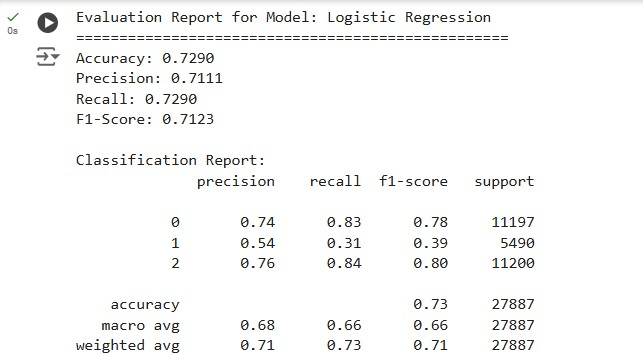 Evaluation Report for Model: Logistic Regression
==================================================
0s
Accuracy: 0.7290
Precision: 0.7111
Recall: 0.7290
F1-Score: 0.7123
Classification Report:
precision recall f1-score support
0 0.74 0.83 0.78 11197
1 0.54 0.31 0.39 5490
2 0.76 0.84 0.80 11200
accuracy 0.73 27887
macro avg 0.68 0.66 0.66 27887
weighted avg 0.71 0.73 0.71 27887